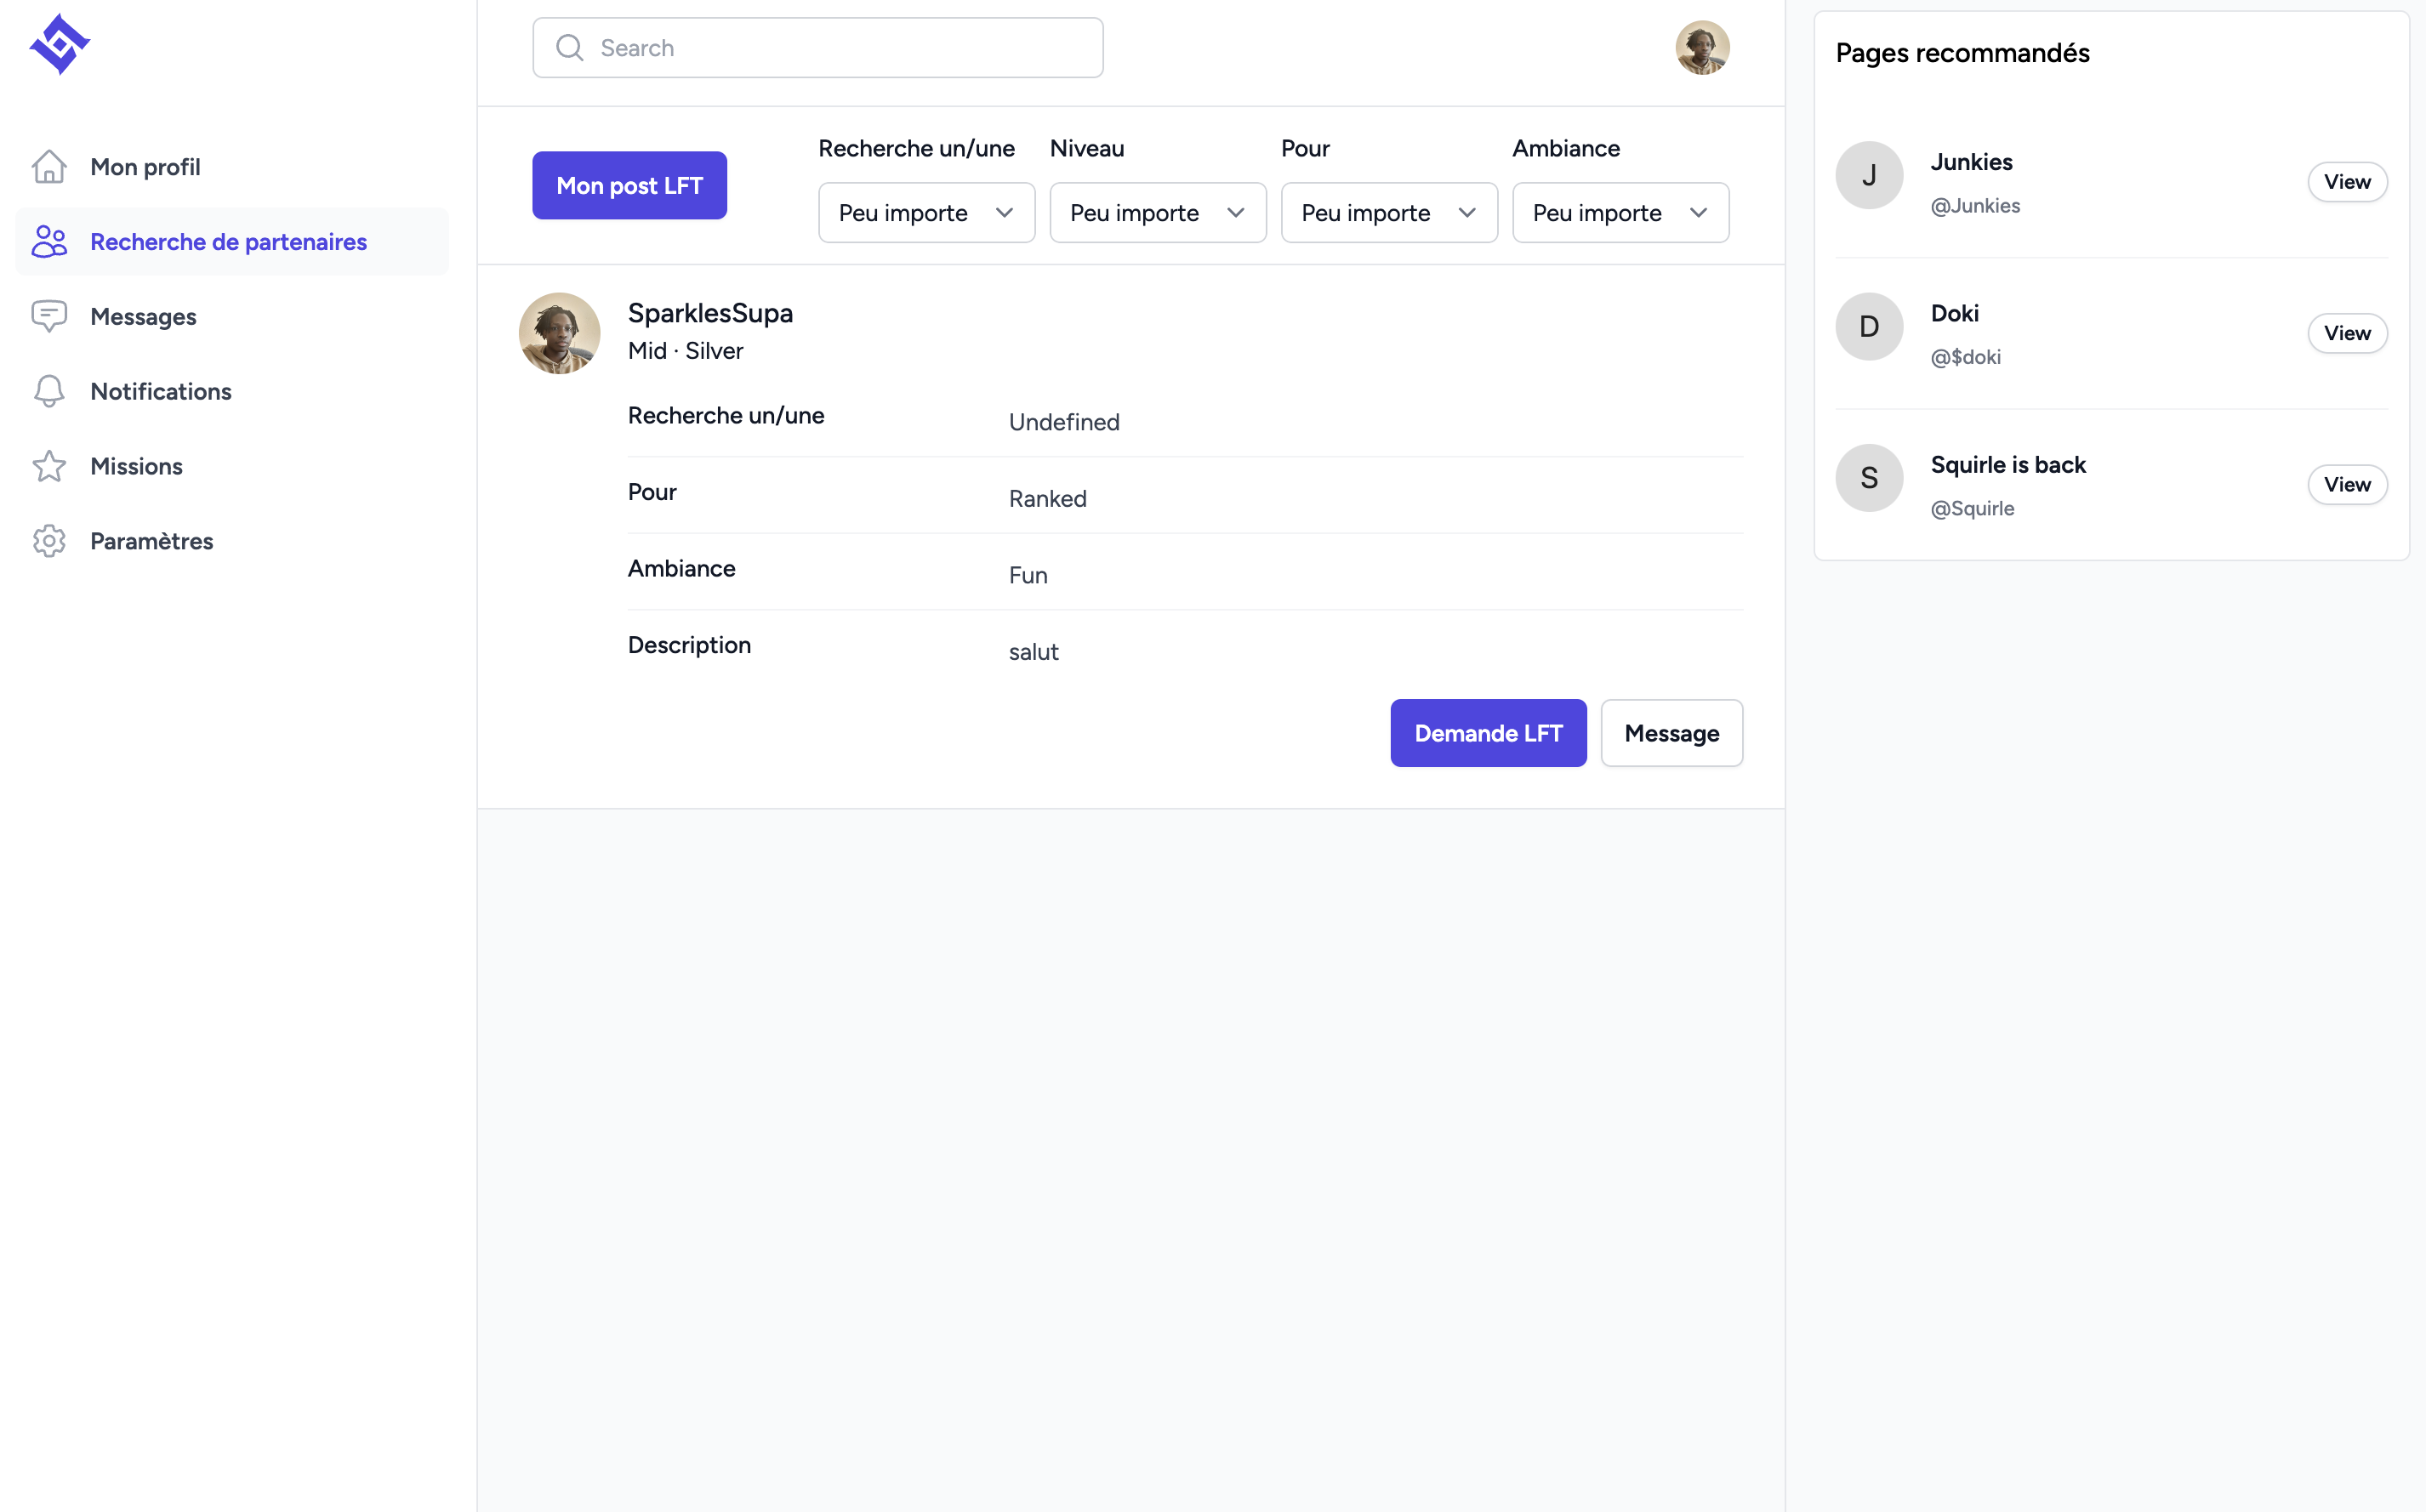 Mon profil
Recherche de partenaires
Messages
Notifications
Missions
Paramètres
Search
Mon post LFT
Recherche un/une
Peu importe
Niveau
Peu importe
Pour
Peu importe
Ambiance
Peu importe
SparklesSupa
Mid · Silver
Recherche un/une Undefined
Pour Ranked
Ambiance Fun
Description salut
Demande LFT
Message
Pages recommandés
J
Junkies
@Junkies
View
D
Doki
@$doki
View
S
Squirle is back
@Squirle
View